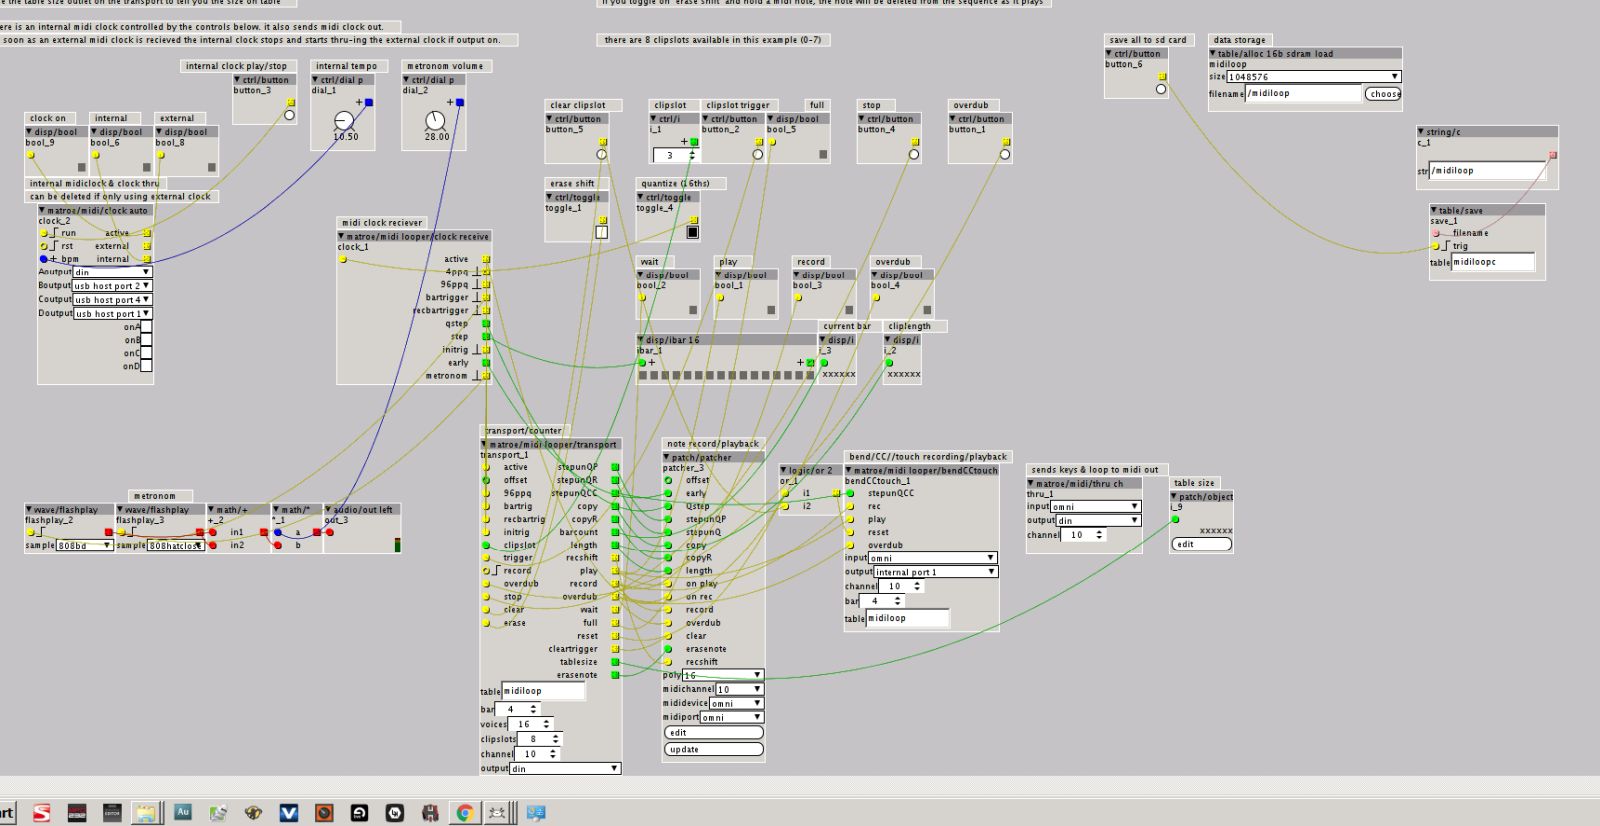 use the table size outlet on the transport to tell you the size on table
if you toggle on 'erase shift' and hold a midi note, the note will be deleted from the sequence as it plays
ere is an internal midi clock controlled by the controls below. it also sends midi clock out.
soon as an external midi clock is recieved the internal clock stops and starts thru-ing the external clock if output on.
there are 8 clipslots available in this example (0-7)
save all to sd card
ctrl/button
button_6
data storage
table/alloc 16b sdram load
midiloop
size 1048576
filename /midiloop
choose
internal clock play/stop
ctrl/button
button_3
internal tempo
ctrl/dial p
dial_1
10.50
metronom volume
ctrl/dial p
dial_2
28.00
clock on
disp/bool
bool_9
internal
disp/bool
bool_6
external
disp/bool
bool_8
clear clipslot
ctrl/button
button_5
clipslot
ctrl/i
i_1
3
clipslot trigger
ctrl/button
button_2
full
disp/bool
bool_5
stop
ctrl/button
button_4
overdub
ctrl/button
button_1
string/c
c_1
str /midiloop
internal midiclock & clock thru
can be deleted if only using external clock
matroe/midi/clock auto
clock_2
run active
rst external
bpm internal
Aoutput din
Boutput usb host port 2
Coutput usb host port 4
Doutput usb host port 1
onA
onB
onC
onD
erase shift
ctrl/toggle
toggle_1
quantize (16ths)
ctrl/toggle
toggle_4
table/save
save_1
filename
trig
table midiloopc
midi clock reciever
matroe/midi looper/clock receive
clock_1
active
4ppq
96ppq
bartrigger
recbartrigger
qstep
step
initrig
early
metronom
wait
disp/bool
bool_2
play
disp/bool
bool_1
record
disp/bool
bool_3
overdub
disp/bool
bool_4
disp/ibar 16
ibar_1
current bar
disp/i
i_3
xxxxxx
cliplength
disp/i
i_2
xxxxxx
metronom
wave/flashplay
flashplay_2
sample 808bd
wave/flashplay
flashplay_3
sample 808hatclose
math/+
+_2
in1
in2
math/*
*_1
a
b
audio/out left
out_3
transport/counter
matroe/midi looper/transport
transport_1
active stepunQP
offset stepunQR
96ppq stepunQCC
bartrig copy
recbartrig copyR
initrig barcount
clipslot length
trigger recshift
record play
overdub record
stop overdub
clear wait
erase full
reset
cleartrigger
tablesize
erasenote
table midiloop
bar 4
voices 16
clipslots 8
channel 10
output din
note record/playback
patch/patcher
patcher_3
offset
early
Qstep
stepunQP
stepunQ
copy
copyR
length
on play
on rec
record
overdub
clear
erasenote
recshift
poly 16
midichannel 10
mididevice omni
midiport omni
edit
update
logic/or 2
or_1
i1
i2
bend/CC//touch recording/playback
matroe/midi looper/bendCCtouch
bendCCtouch_1
stepunQCC
rec
play
reset
overdub
input omni
output internal port 1
channel 10
bar 4
table midiloop
sends keys & loop to midi out
matroe/midi/thru ch
thru_1
input omni
output din
channel 10
table size
patch/object
i_9
xxxxxx
edit
art
Au